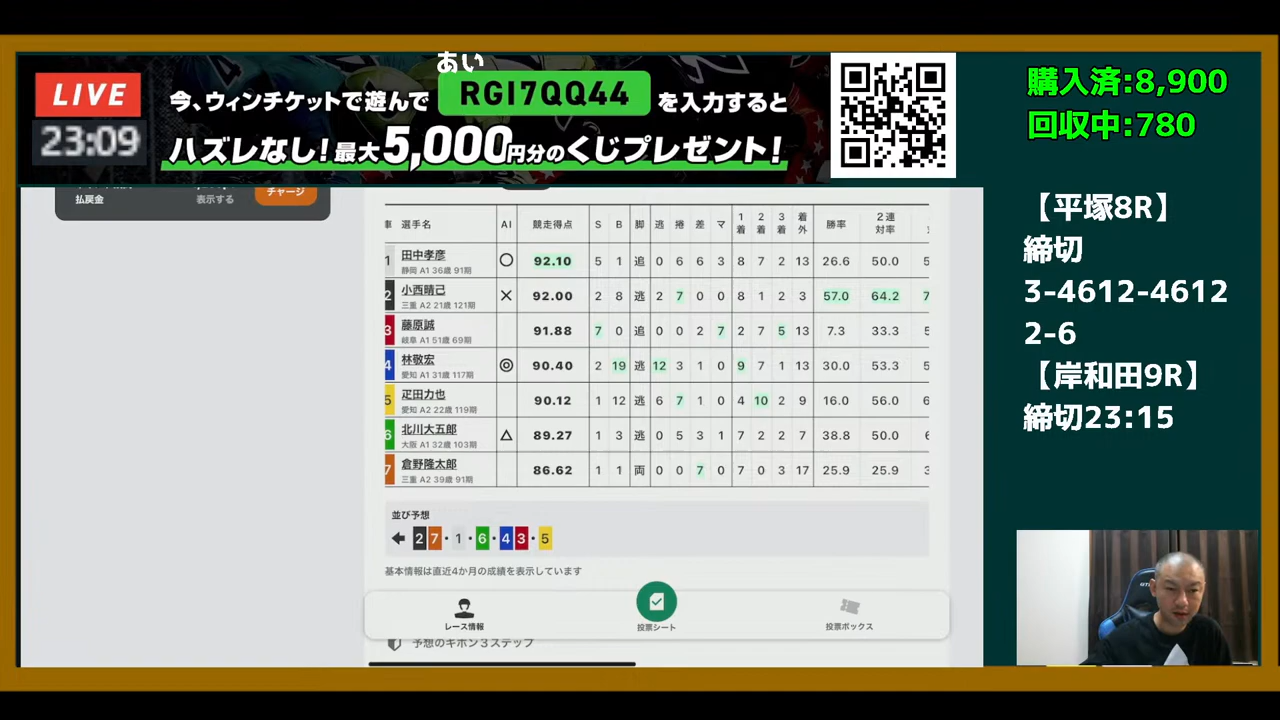 LIVE
23:09
あい
今、ウィンチケットで遊んで RGI7QQ44 を入力すると
ハズレなし!最大5,000円分のくじプレゼント!
購入済:8,900
回収中:780
【平塚8R】
締切
3-4612-4612
2-6
【岸和田9R】
締切23:15
払戻金 表示する チャージ
車 選手名 AI 競走得点 S B 脚 逃 捲 差 マ 1着 2着 3着 着外 勝率 2連対率
1 田中孝彦 ○ 92.10 5 1 追 0 6 6 3 8 7 2 13 26.6 50.0 5
静岡 A1 36歳 91期
2 小西晴己 × 92.00 2 8 逃 2 7 0 0 8 1 2 3 57.0 64.2 7
三重 A2 21歳 121期
3 藤原誠 91.88 7 0 追 0 0 2 7 2 7 5 13 7.3 33.3 5
岐阜 A1 51歳 69期
4 林敬宏 ◎ 90.40 2 19 逃 12 3 1 0 9 7 1 13 30.0 53.3 6
愛知 A1 31歳 117期
5 疋田力也 90.12 1 12 逃 6 7 1 0 4 10 2 9 16.0 56.0 6
愛知 A2 22歳 119期
6 北川大五郎 △ 89.27 1 3 逃 0 5 3 1 7 2 2 7 38.8 50.0 6
大阪 A1 32歳 103期
7 倉野隆太郎 86.62 1 1 両 0 0 7 0 7 0 3 17 25.9 25.9 3
三重 A2 39歳 91期
並び予想
2 7・1・6・4 3・5
基本情報は直近4か月の成績を表示しています
レース情報 投票シート 投票ボックス
予想のキホン3ステップ